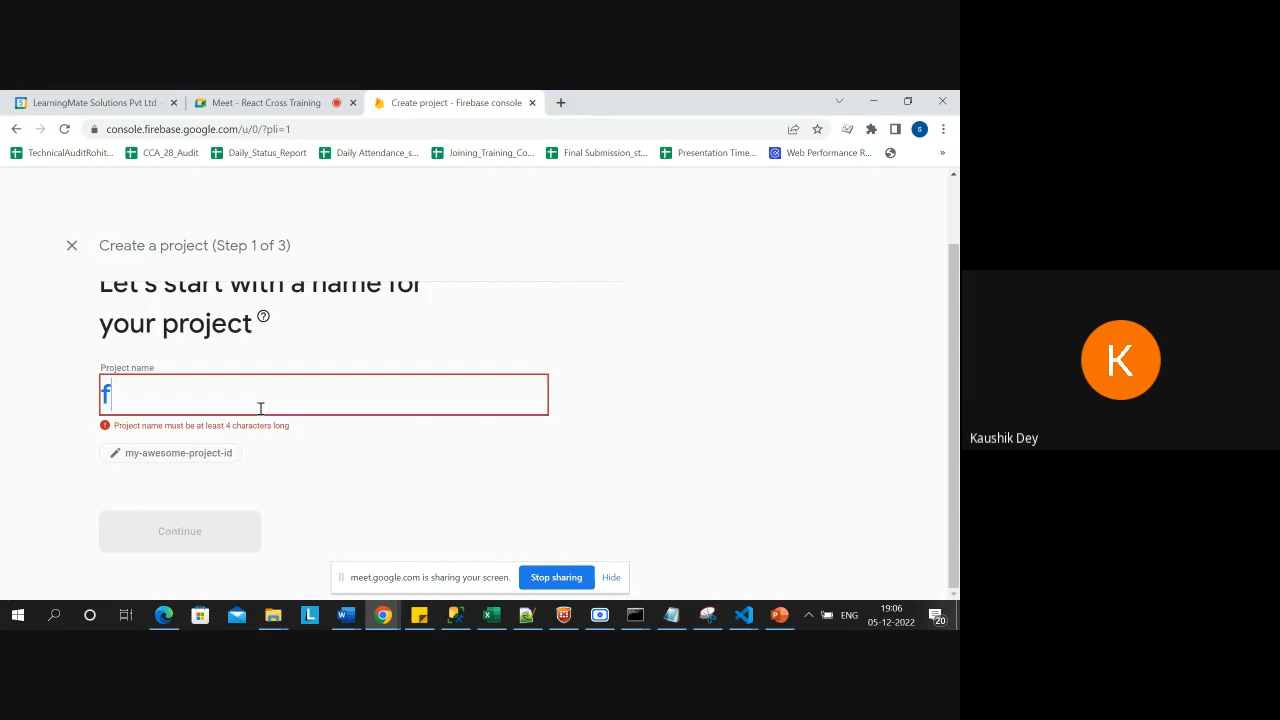 LearningMate Solutions Pvt Ltd -
Meet - React Cross Training
Create project - Firebase console
console.firebase.google.com/u/0/?pli=1
S
TechnicalAuditRohit...
CCA_28_Audit
Daily_Status_Report
Daily Attendance_s...
Joining_Training_Co...
Final Submission_st...
Presentation Time...
Web Performance R...
»
Create a project (Step 1 of 3)
Let's start with a name for
your project
Project name
f
Project name must be at least 4 characters long
my-awesome-project-id
Continue
meet.google.com is sharing your screen.
Stop sharing
Hide
K
Kaushik Dey
ENG
19:06
05-12-2022
20